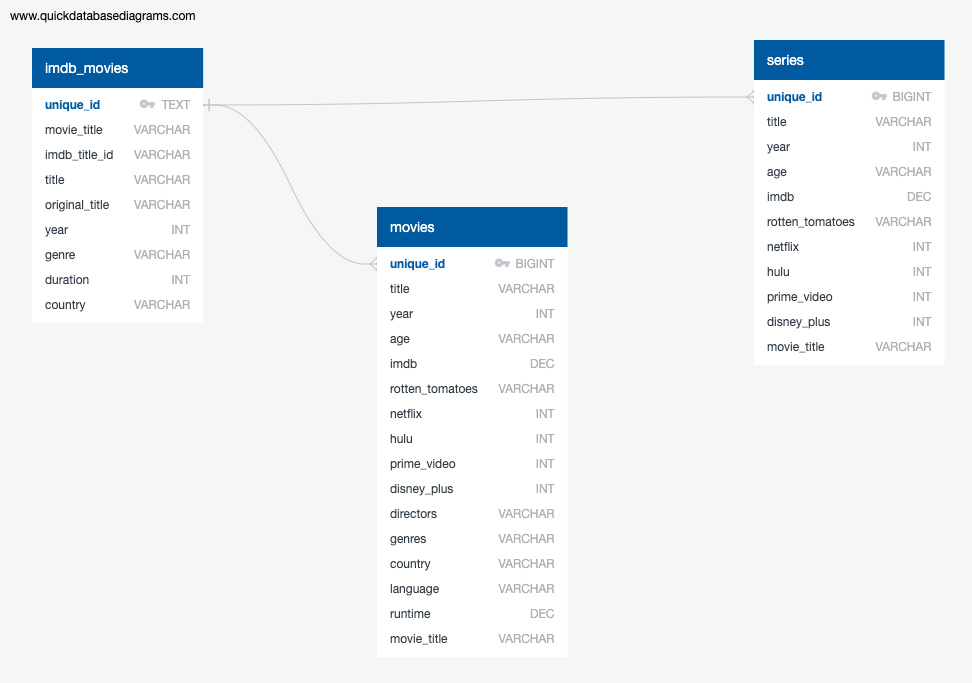 www.quickdatabasediagrams.com
imdb_movies
unique_id TEXT
movie_title VARCHAR
imdb_title_id VARCHAR
title VARCHAR
original_title VARCHAR
year INT
genre VARCHAR
duration INT
country VARCHAR
movies
unique_id BIGINT
title VARCHAR
year INT
age VARCHAR
imdb DEC
rotten_tomatoes VARCHAR
netflix INT
hulu INT
prime_video INT
disney_plus INT
directors VARCHAR
genres VARCHAR
country VARCHAR
language VARCHAR
runtime DEC
movie_title VARCHAR
series
unique_id BIGINT
title VARCHAR
year INT
age VARCHAR
imdb DEC
rotten_tomatoes VARCHAR
netflix INT
hulu INT
prime_video INT
disney_plus INT
movie_title VARCHAR